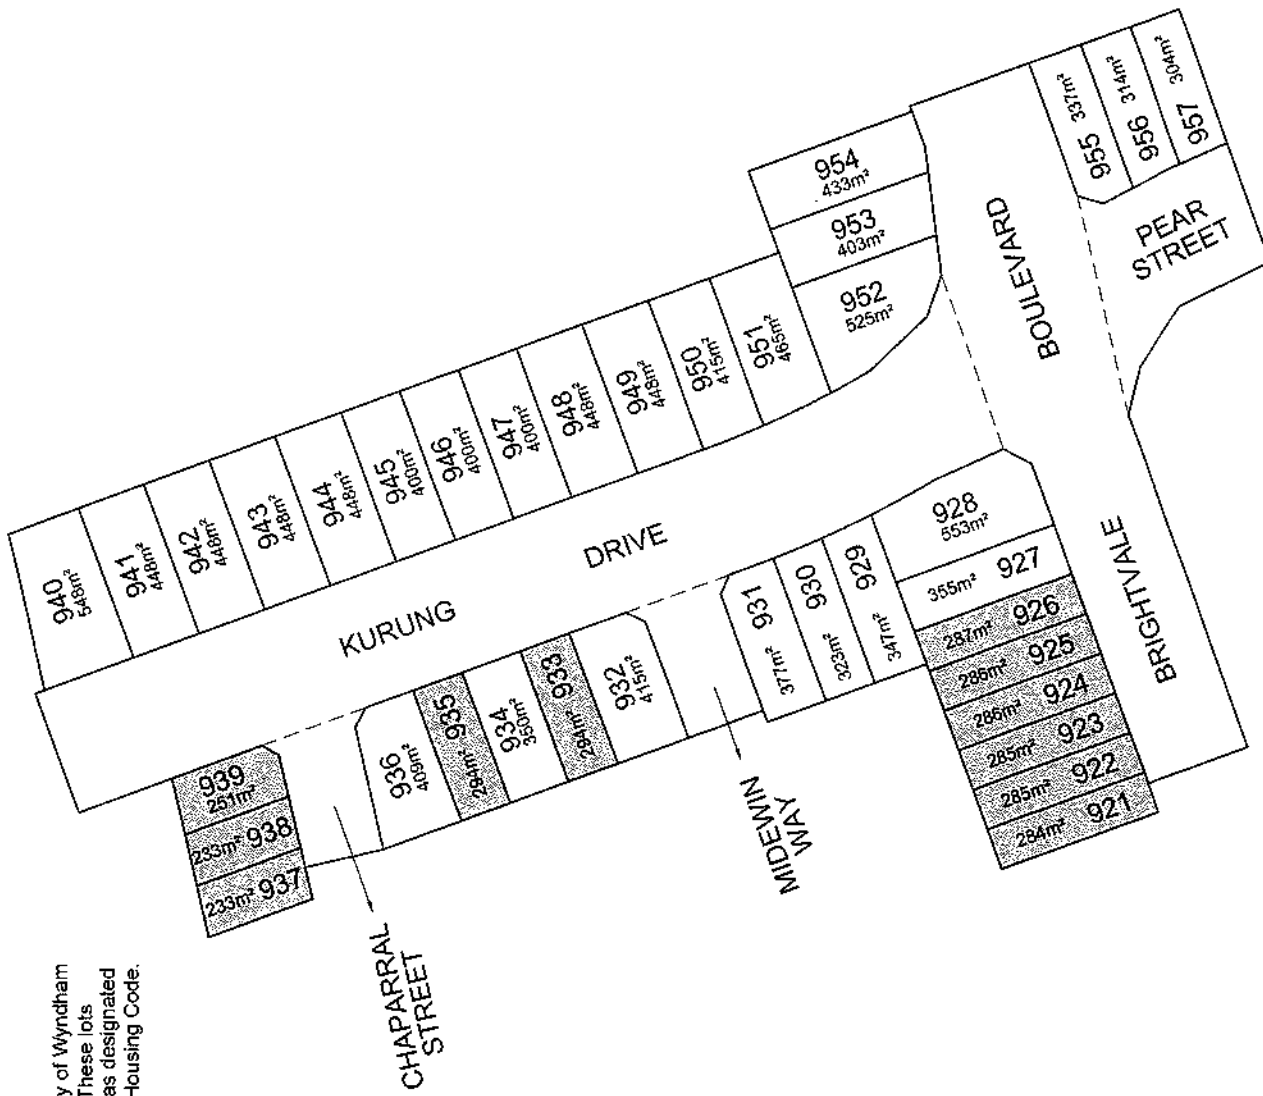 y of Wyndham
These lots
as designated
Housing Code.
940
548m²
941
448m²
942
448m²
943
448m²
944
448m²
945
400m²
946
400m²
947
400m²
948
448m²
949
448m²
950
415m²
951
465m²
954
433m²
953
403m²
952
525m²
KURUNG
DRIVE
BOULEVARD
BRIGHTVALE
955 337m²
956 314m²
957 304m²
PEAR
STREET
939
251m²
233m² 938
233m² 937
CHAPARRAL
STREET
936
409m²
294m² 935
934
350m²
294m² 933
932
415m²
MIDEWIN
WAY
377m² 931
323m² 930
347m² 929
928
553m²
355m² 927
287m² 926
286m² 925
286m² 924
285m² 923
285m² 922
284m² 921